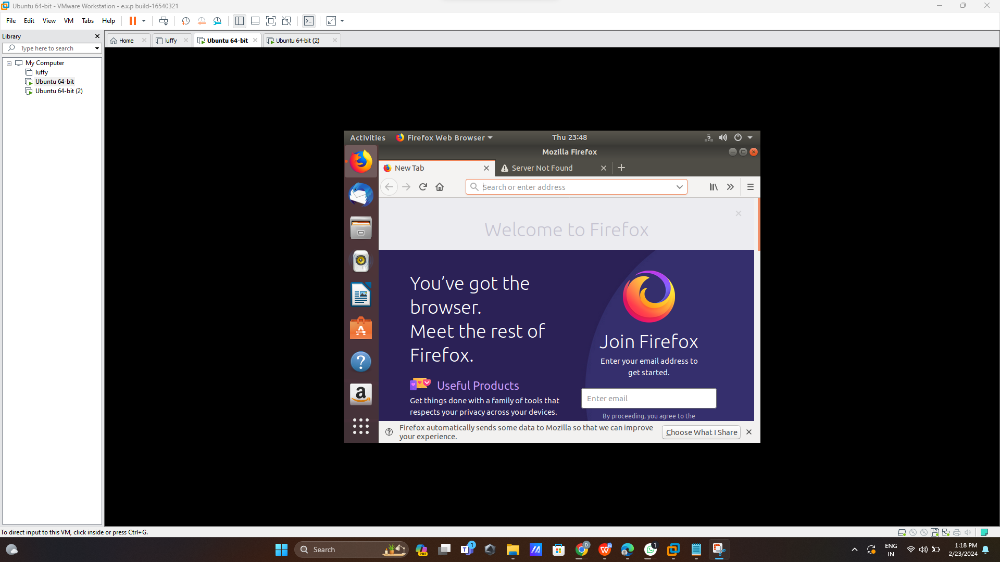 Ubuntu 64-bit - VMware Workstation - e.x.p build-16540321
File Edit View VM Tabs Help
Library
Type here to search
My Computer
luffy
Ubuntu 64-bit
Ubuntu 64-bit (2)
Home
luffy
Ubuntu 64-bit
Ubuntu 64-bit (2)
Activities
Firefox Web Browser
Thu 23:48
Mozilla Firefox
New Tab
Server Not Found
Search or enter address
Welcome to Firefox
You’ve got the
browser.
Meet the rest of
Firefox.
Useful Products
Get things done with a family of tools that
respects your privacy across your devices.
Join Firefox
Enter your email address to
get started.
Enter email
By proceeding, you agree to the
Firefox automatically sends some data to Mozilla so that we can improve
your experience.
Choose What I Share
To direct input to this VM, click inside or press Ctrl+G.
Search
PRE
1
D
1
ENG
IN
1:18 PM
2/23/2024